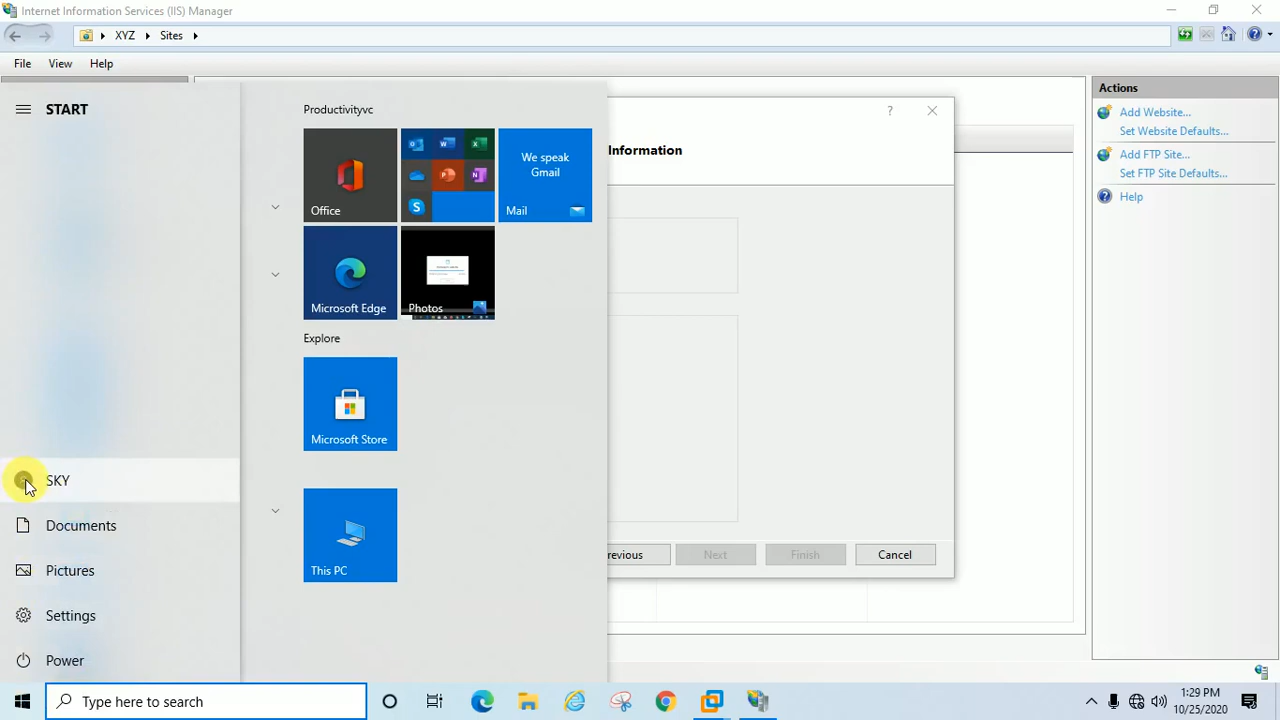 Internet Information Services (IIS) Manager
XYZ Sites
File View Help
START
SKY
Documents
Pictures
Settings
Power
Productivityvc
Office
We speak
Gmail
Mail
Microsoft Edge
Photos
Explore
Microsoft Store
This PC
Information
revious Next Finish Cancel
Actions
Add Website...
Set Website Defaults...
Add FTP Site...
Set FTP Site Defaults...
Help
Type here to search
1:29 PM
10/25/2020